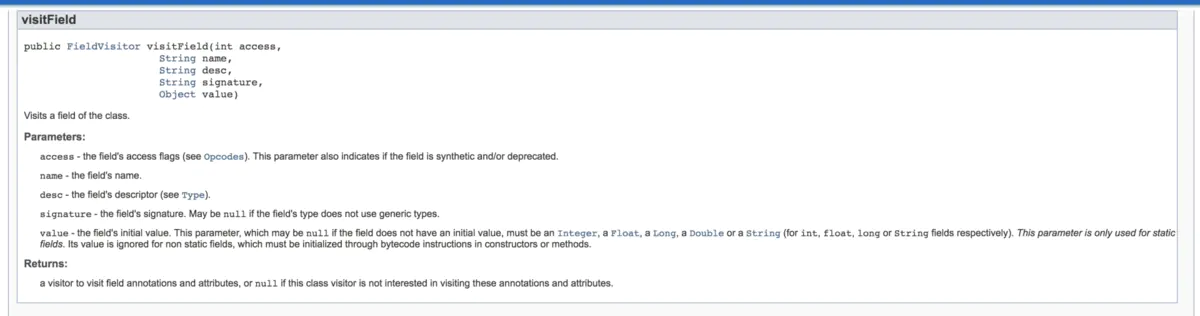 visitField
public FieldVisitor visitField(int access,
String name,
String desc,
String signature,
Object value)
Visits a field of the class.
Parameters:
access - the field's access flags (see Opcodes). This parameter also indicates if the field is synthetic and/or deprecated.
name - the field's name.
desc - the field's descriptor (see Type).
signature - the field's signature. May be null if the field's type does not use generic types.
value - the field's initial value. This parameter, which may be null if the field does not have an initial value, must be an Integer, a Float, a Long, a Double or a String (for int, float, long or String fields respectively). This parameter is only used for static
fields. Its value is ignored for non static fields, which must be initialized through bytecode instructions in constructors or methods.
Returns:
a visitor to visit field annotations and attributes, or null if this class visitor is not interested in visiting these annotations and attributes.